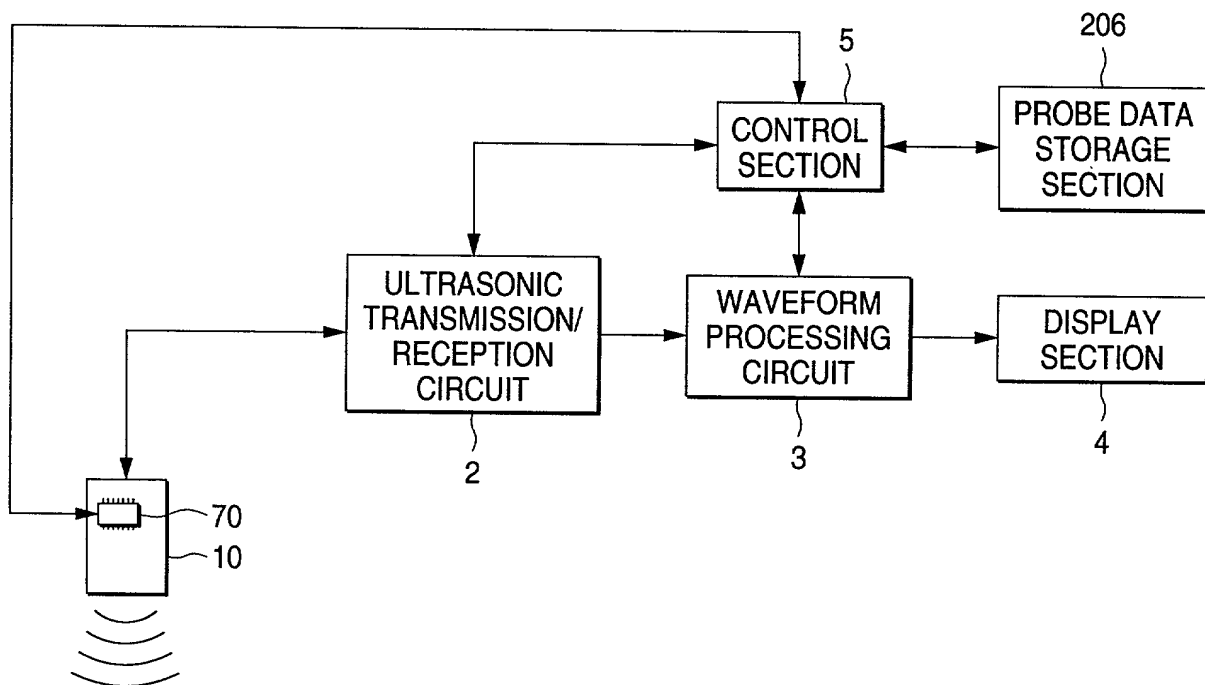 5
206
CONTROL
SECTION
PROBE DATA
STORAGE
SECTION
ULTRASONIC
TRANSMISSION/
RECEPTION
CIRCUIT
WAVEFORM
PROCESSING
CIRCUIT
DISPLAY
SECTION
2
3
4
70
10